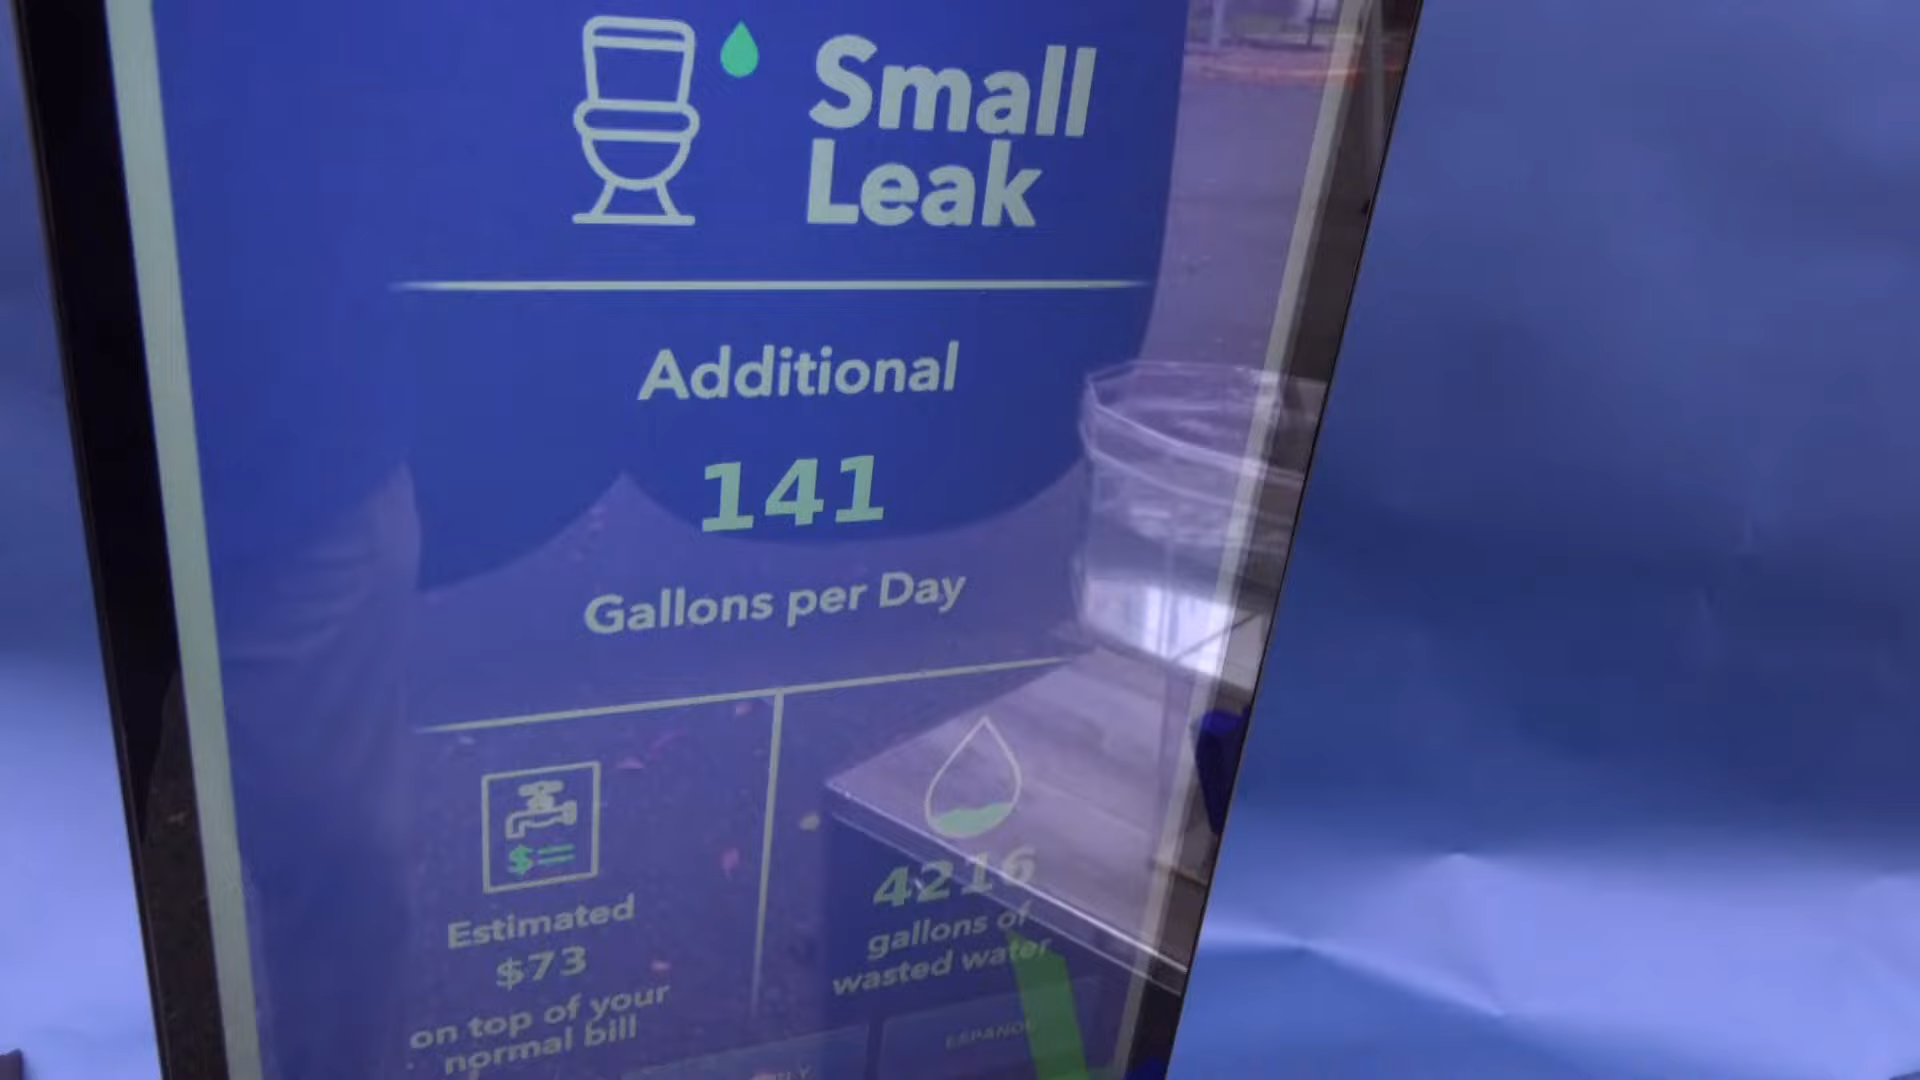 Small
Leak
Additional
141
Gallons per Day
$
Estimated
$73
on top of your
normal bill
4216
gallons of
wasted water
ESPANOL